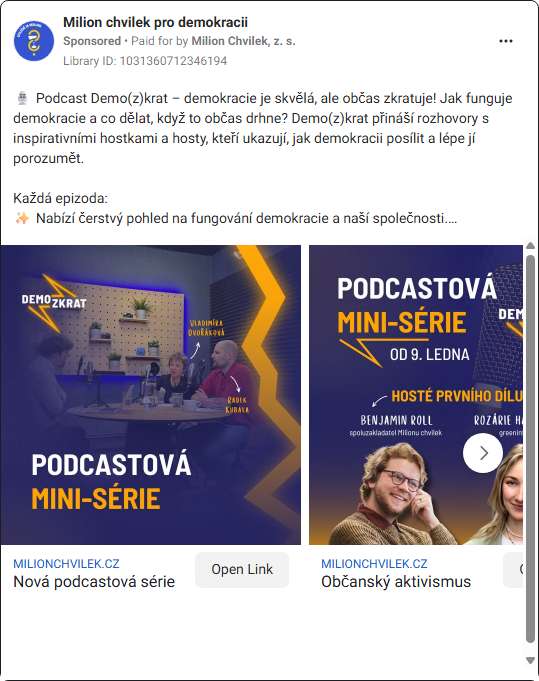 Milion chvilek pro demokracii
Sponsored • Paid for by Milion Chvilek, z. s.
Library ID: 1031360712346194
Podcast Demo(z)krat – demokracie je skvělá, ale občas zkratuje! Jak funguje
demokracie a co dělat, když to občas drhne? Demo(z)krat přináší rozhovory s
inspirativními hostkami a hosty, kteří ukazují, jak demokracii posílit a lépe jí
porozumět.
Každá epizoda:
✨ Nabízí čerstvý pohled na fungování demokracie a naší společnosti....
DEMO
ZKRAT
VLADIMÍRA
DVOŘÁKOVÁ
RADEK
KUBALA
PODCASTOVÁ
MINI-SÉRIE
PODCASTOVÁ
MINI-SÉRIE
OD 9. LEDNA
DEM
HOSTÉ PRVNÍHO DÍLU
BENJAMIN ROLL
spoluzakladatel Milionu chvilek
ROZÁRIE H
greenin
MILIONCHVILEK.CZ
Nová podcastová série
Open Link
MILIONCHVILEK.CZ
Občanský aktivismus